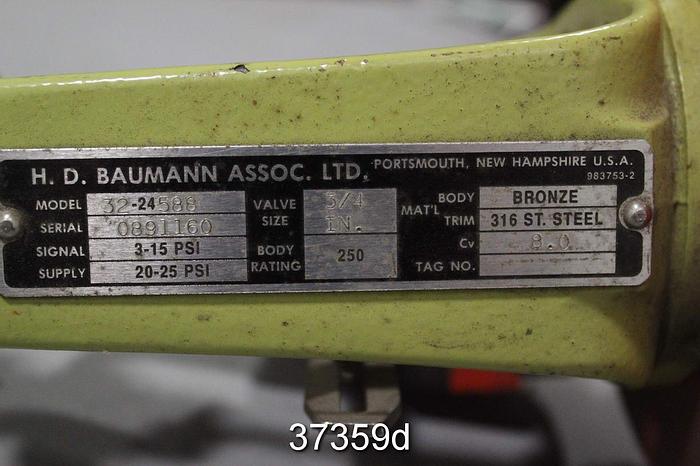 H. D. BAUMANN ASSOC. LTD. PORTSMOUTH, NEW HAMPSHIRE U.S.A.
983753-2
MODEL 32-24588
SERIAL 0891160
SIGNAL 3-15 PSI
SUPPLY 20-25 PSI
VALVE SIZE 3/4 IN.
BODY RATING 250
MAT'L BODY BRONZE
TRIM 316 ST. STEEL
Cv 8.0
TAG NO.
37359d